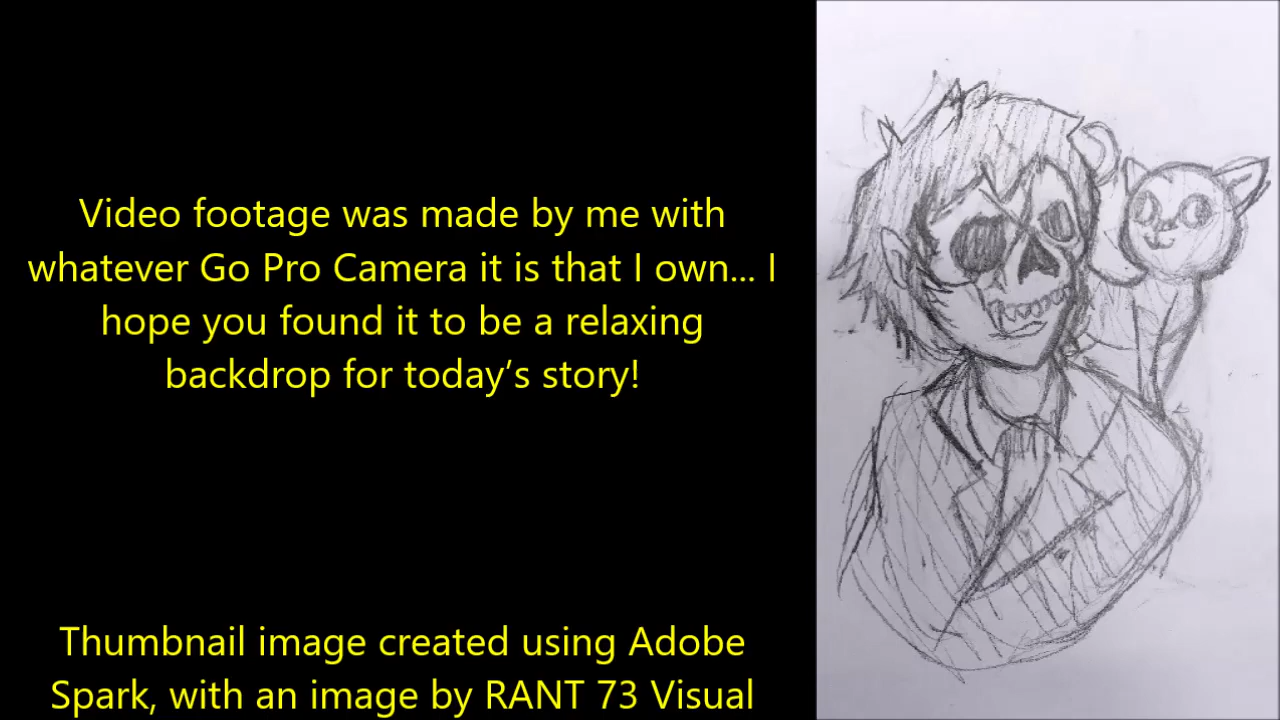 Video footage was made by me with
whatever Go Pro Camera it is that I own... I
hope you found it to be a relaxing
backdrop for today’s story!
Thumbnail image created using Adobe
Spark, with an image by RANT 73 Visual